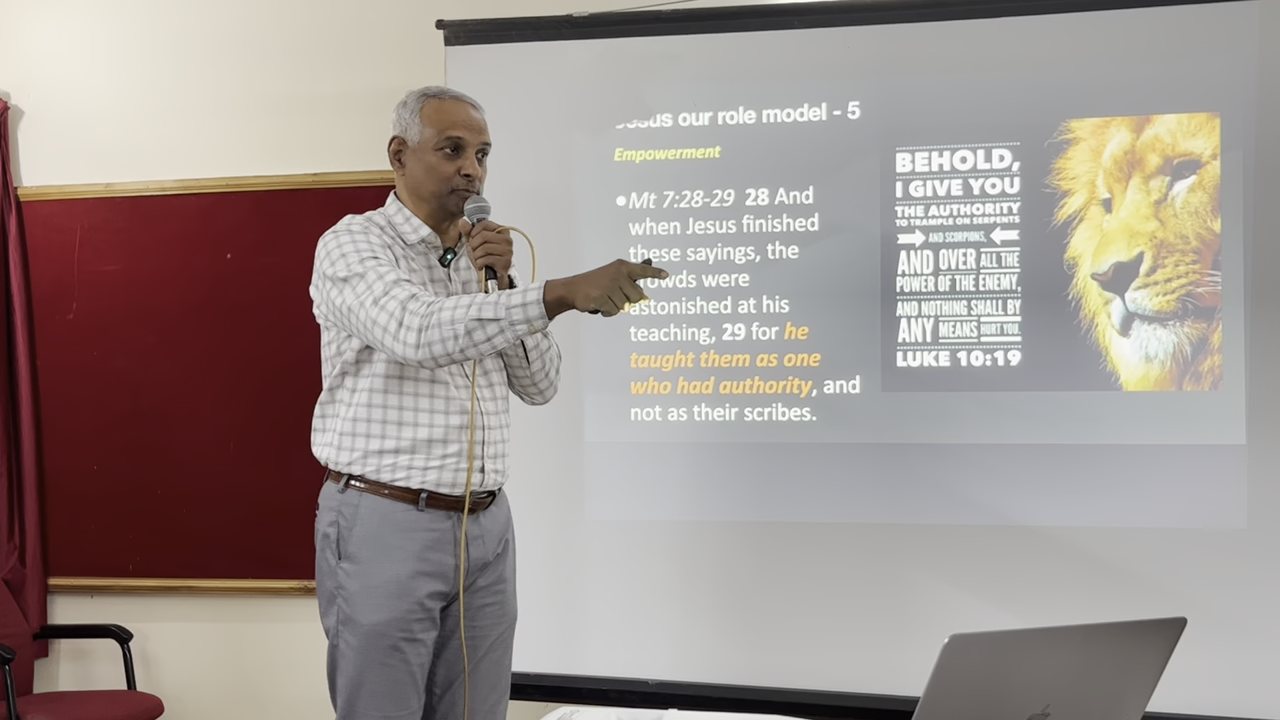 Jesus our role model - 5
Empowerment
•Mt 7:28-29 28 And
when Jesus finished
these sayings, the
crowds were
astonished at his
teaching, 29 for he
taught them as one
who had authority, and
not as their scribes.
BEHOLD,
I GIVE YOU
THE AUTHORITY
TO TRAMPLE ON SERPENTS
AND SCORPIONS,
AND OVER ALL THE
POWER OF THE ENEMY,
AND NOTHING SHALL BY
ANY MEANS HURT YOU.
LUKE 10:19